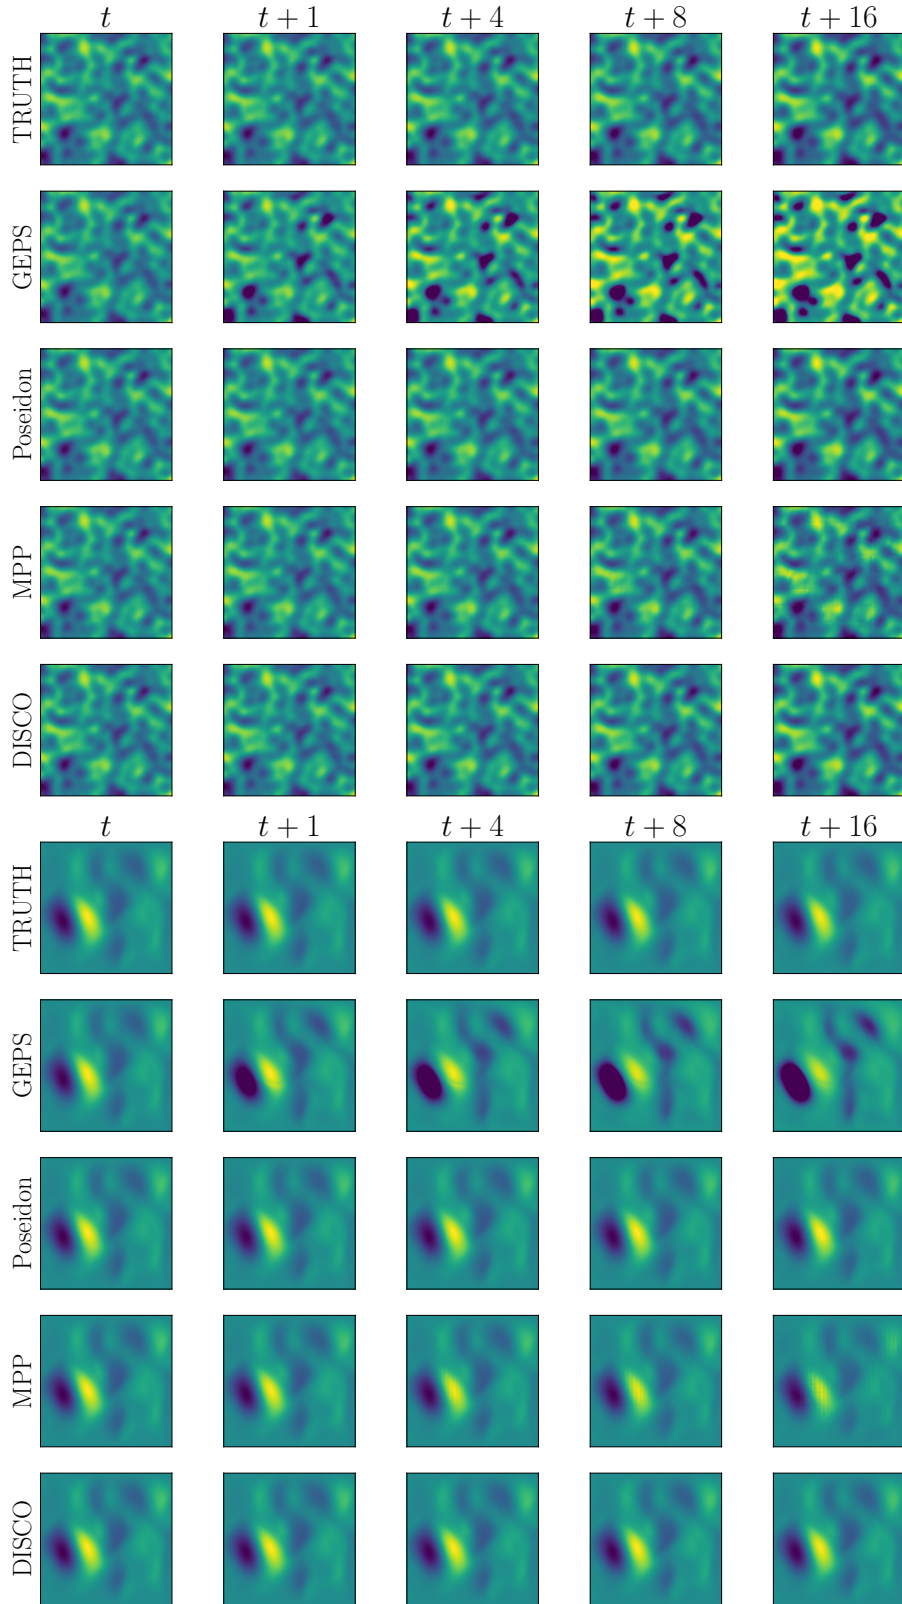 t t + 1 t + 4 t + 8 t + 16
TRUTH
GEPS
Poseidon
MPP
DISCO
t t + 1 t + 4 t + 8 t + 16
TRUTH
GEPS
Poseidon
MPP
DISCO